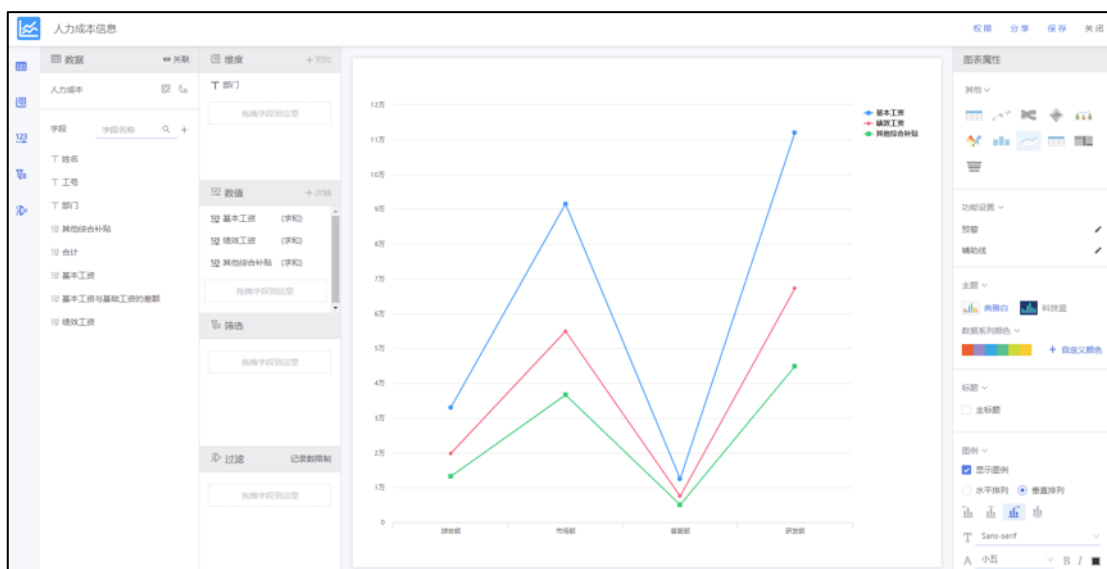 人力成本信息
权限 分享 保存 关闭
数据 关联
人力成本
字段 字段名称 +
姓名
工号
部门
其他综合补贴
合计
基本工资
基本工资与基础工资的差额
绩效工资
维度 +对比
部门
拖拽字段到这里
数值 +次轴
基本工资 (求和)
绩效工资 (求和)
其他综合补贴 (求和)
拖拽字段到这里
筛选
拖拽字段到这里
过滤 记录数限制
拖拽字段到这里
12万
11万
10万
9万
8万
7万
6万
5万
4万
3万
2万
1万
0
综合部 市场部 客服部 研发部
基本工资
绩效工资
其他综合补贴
图表属性
其他
功能设置
预警
辅助线
主题
典雅白 科技蓝
数据系列颜色
+ 自定义颜色
标题
主标题
图例
显示图例
水平排列 垂直排列
Sans-serif
小五 B I